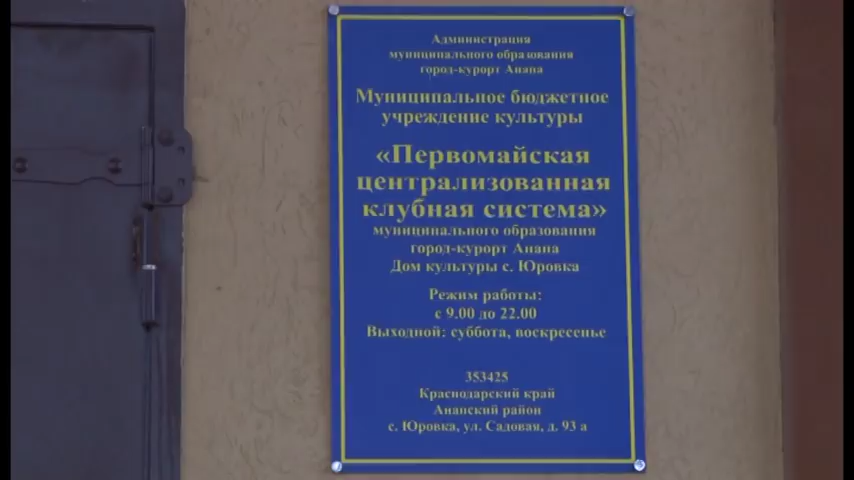 Администрация
муниципального образования
город-курорт Анапа
Муниципальное бюджетное
учреждение культуры
«Первомайская
централизованная
клубная система»
муниципального образования
город-курорт Анапа
Дом культуры с. Юровка
Режим работы:
с 9.00 до 22.00
Выходной: суббота, воскресенье
353425
Краснодарский край
Анапский район
с. Юровка, ул. Садовая, д. 93 а